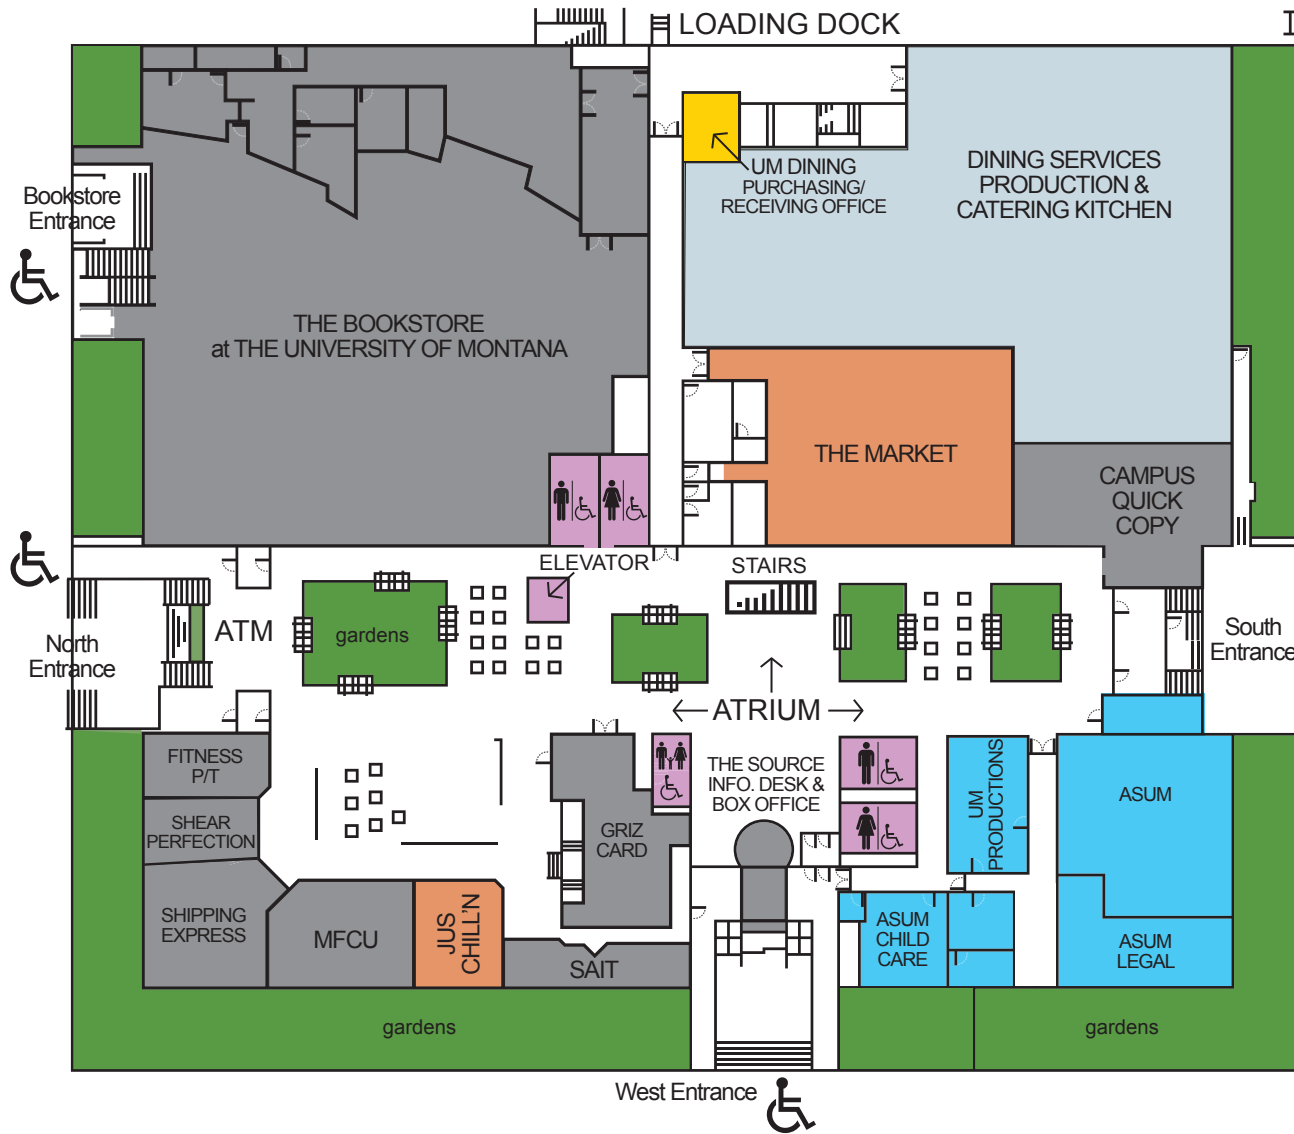 LOADING DOCK
Bookstore
Entrance
UM DINING
PURCHASING/
RECEIVING OFFICE
DINING SERVICES
PRODUCTION &
CATERING KITCHEN
THE BOOKSTORE
at THE UNIVERSITY OF MONTANA
THE MARKET
CAMPUS
QUICK
COPY
ELEVATOR
STAIRS
North
Entrance
ATM
gardens
South
Entrance
ATRIUM
FITNESS
P/T
SHEAR
PERFECTION
SHIPPING
EXPRESS
MFCU
JUS
CHILL'N
GRIZ
CARD
SAIT
THE SOURCE
INFO. DESK &
BOX OFFICE
UM
PRODUCTIONS
ASUM
ASUM
CHILD
CARE
ASUM
LEGAL
gardens
gardens
West Entrance